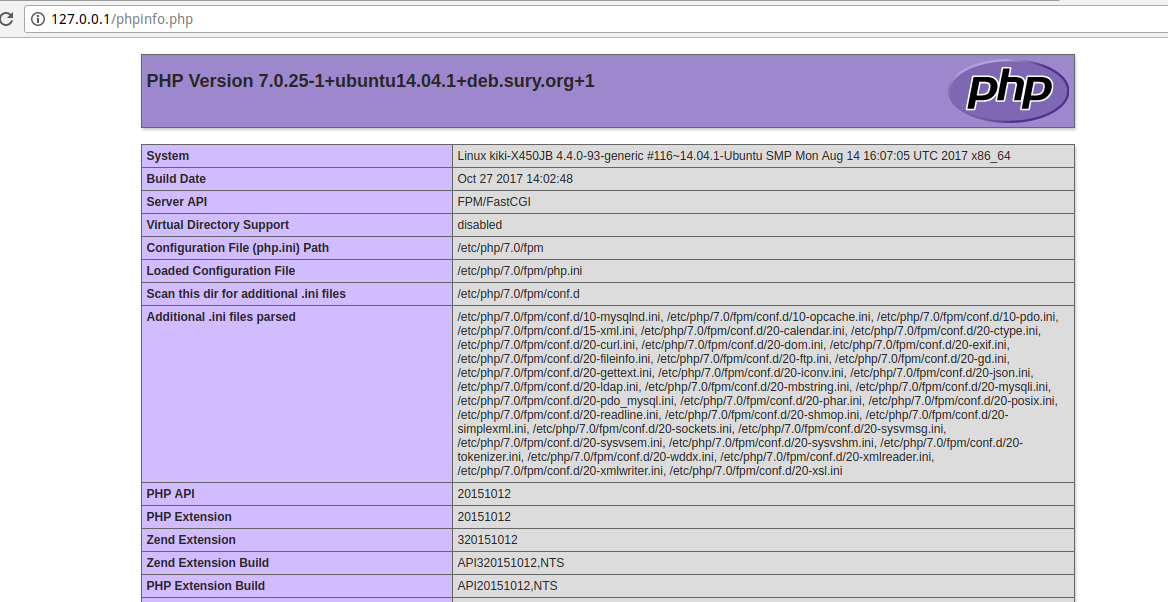 127.0.0.1/phpinfo.php
PHP Version 7.0.25-1+ubuntu14.04.1+deb.sury.org+1
php
System Linux kiki-X450JB 4.4.0-93-generic #116~14.04.1-Ubuntu SMP Mon Aug 14 16:07:05 UTC 2017 x86_64
Build Date Oct 27 2017 14:02:48
Server API FPM/FastCGI
Virtual Directory Support disabled
Configuration File (php.ini) Path /etc/php/7.0/fpm
Loaded Configuration File /etc/php/7.0/fpm/php.ini
Scan this dir for additional .ini files /etc/php/7.0/fpm/conf.d
Additional .ini files parsed /etc/php/7.0/fpm/conf.d/10-mysqlnd.ini, /etc/php/7.0/fpm/conf.d/10-opcache.ini, /etc/php/7.0/fpm/conf.d/10-pdo.ini,
/etc/php/7.0/fpm/conf.d/15-xml.ini, /etc/php/7.0/fpm/conf.d/20-calendar.ini, /etc/php/7.0/fpm/conf.d/20-ctype.ini,
/etc/php/7.0/fpm/conf.d/20-curl.ini, /etc/php/7.0/fpm/conf.d/20-dom.ini, /etc/php/7.0/fpm/conf.d/20-exif.ini,
/etc/php/7.0/fpm/conf.d/20-fileinfo.ini, /etc/php/7.0/fpm/conf.d/20-ftp.ini, /etc/php/7.0/fpm/conf.d/20-gd.ini,
/etc/php/7.0/fpm/conf.d/20-gettext.ini, /etc/php/7.0/fpm/conf.d/20-iconv.ini, /etc/php/7.0/fpm/conf.d/20-json.ini,
/etc/php/7.0/fpm/conf.d/20-ldap.ini, /etc/php/7.0/fpm/conf.d/20-mbstring.ini, /etc/php/7.0/fpm/conf.d/20-mysqli.ini,
/etc/php/7.0/fpm/conf.d/20-pdo_mysql.ini, /etc/php/7.0/fpm/conf.d/20-phar.ini, /etc/php/7.0/fpm/conf.d/20-posix.ini,
/etc/php/7.0/fpm/conf.d/20-readline.ini, /etc/php/7.0/fpm/conf.d/20-shmop.ini, /etc/php/7.0/fpm/conf.d/20-
simplexml.ini, /etc/php/7.0/fpm/conf.d/20-sockets.ini, /etc/php/7.0/fpm/conf.d/20-sysvmsg.ini,
/etc/php/7.0/fpm/conf.d/20-sysvsem.ini, /etc/php/7.0/fpm/conf.d/20-sysvshm.ini, /etc/php/7.0/fpm/conf.d/20-
tokenizer.ini, /etc/php/7.0/fpm/conf.d/20-wddx.ini, /etc/php/7.0/fpm/conf.d/20-xmlreader.ini,
/etc/php/7.0/fpm/conf.d/20-xmlwriter.ini, /etc/php/7.0/fpm/conf.d/20-xsl.ini
PHP API 20151012
PHP Extension 20151012
Zend Extension 320151012
Zend Extension Build API320151012,NTS
PHP Extension Build API20151012,NTS